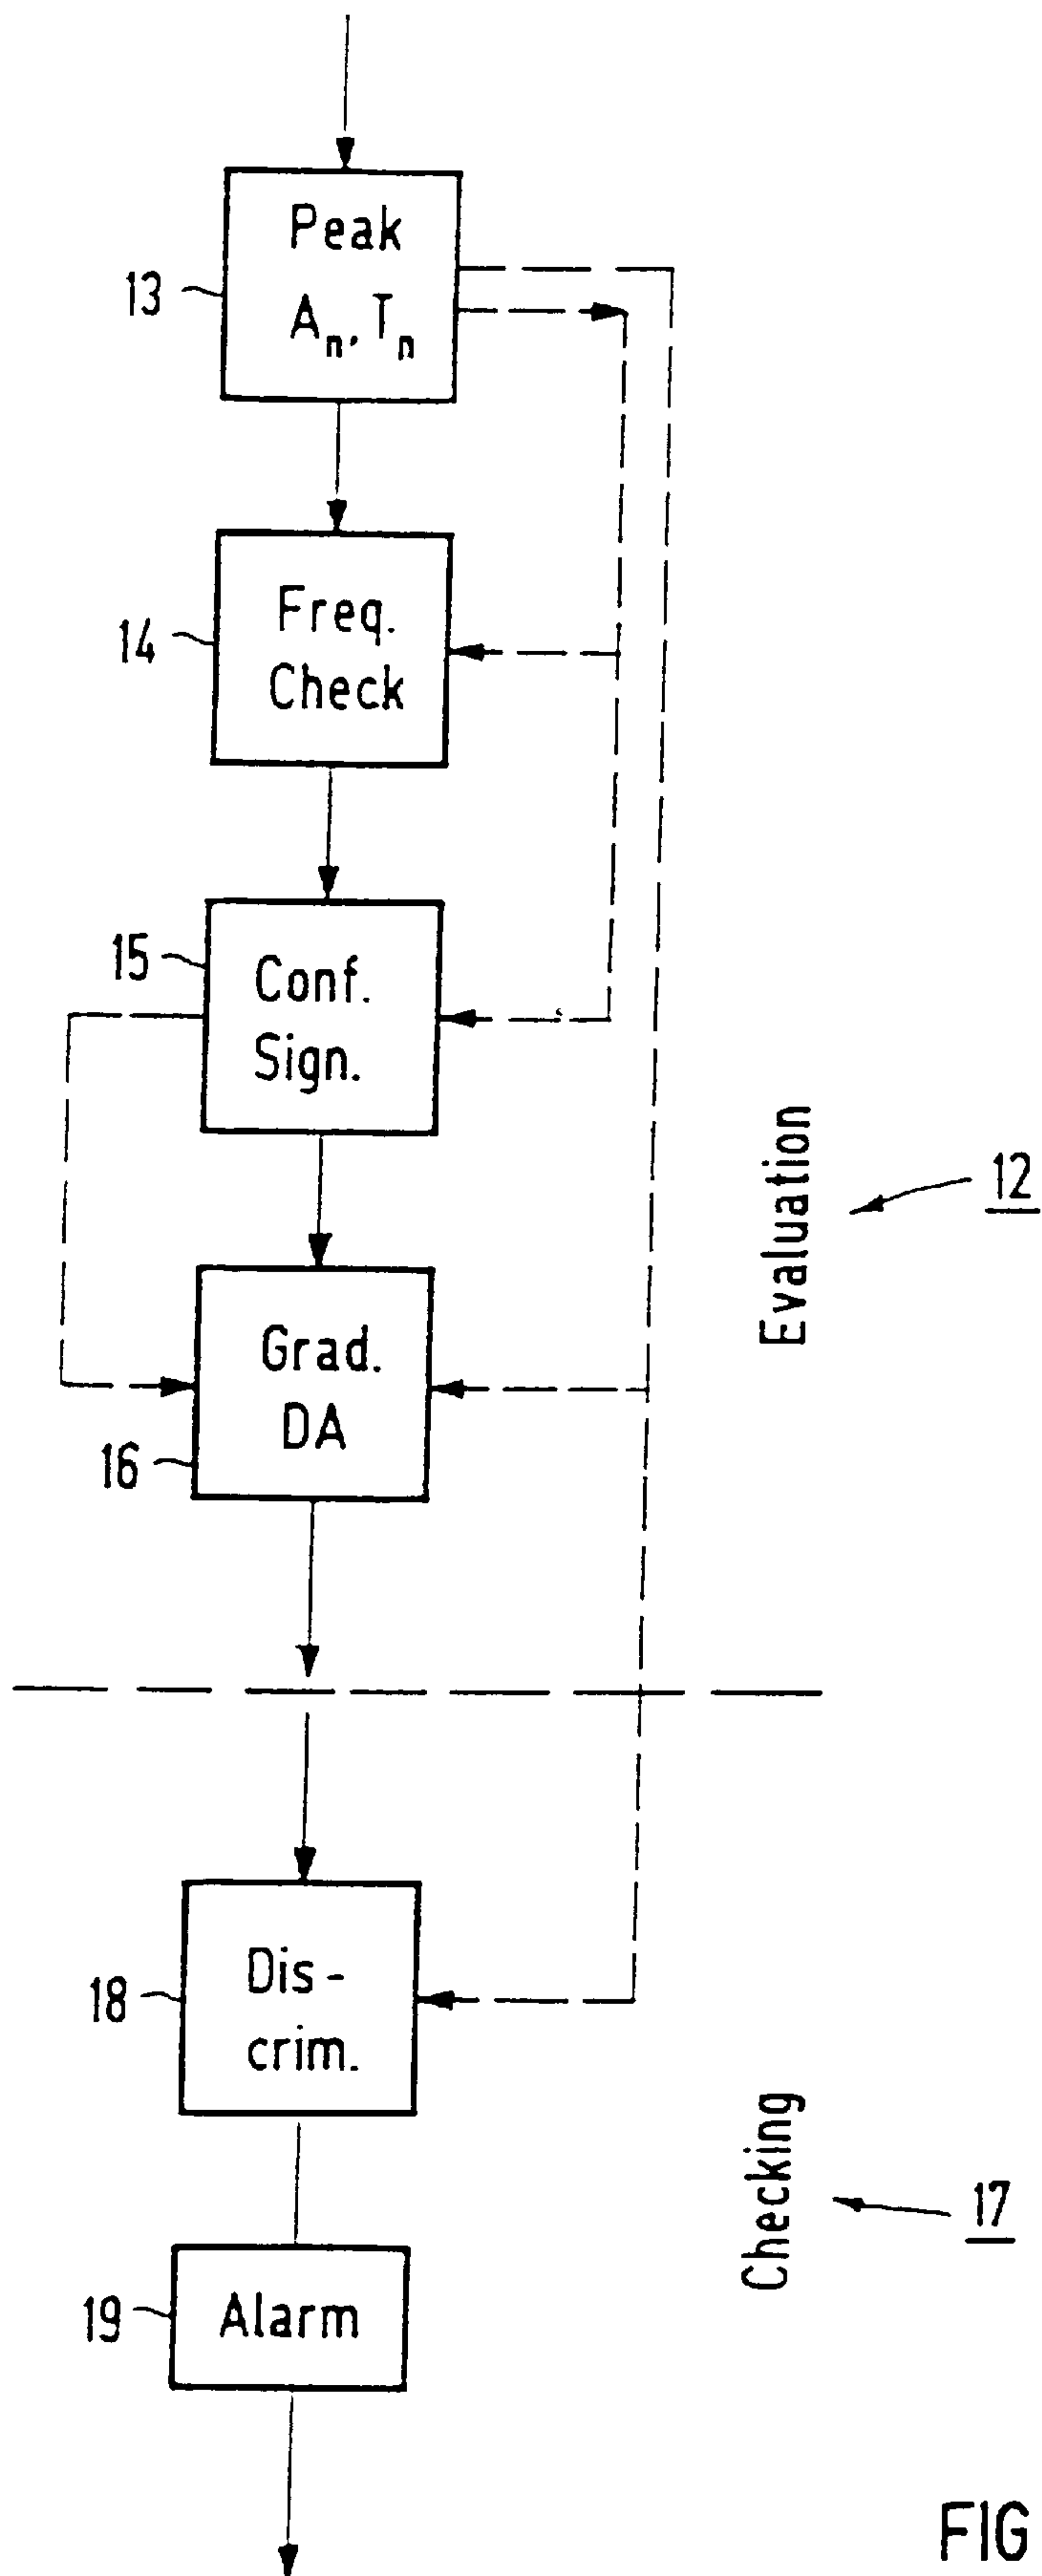 Peak
Aₙ, Tₙ
13
Freq.
Check
14
Conf.
Sign.
15
Evaluation
12
Grad.
DA
16
Dis-
crim.
18
Checking
17
Alarm
19
FIG